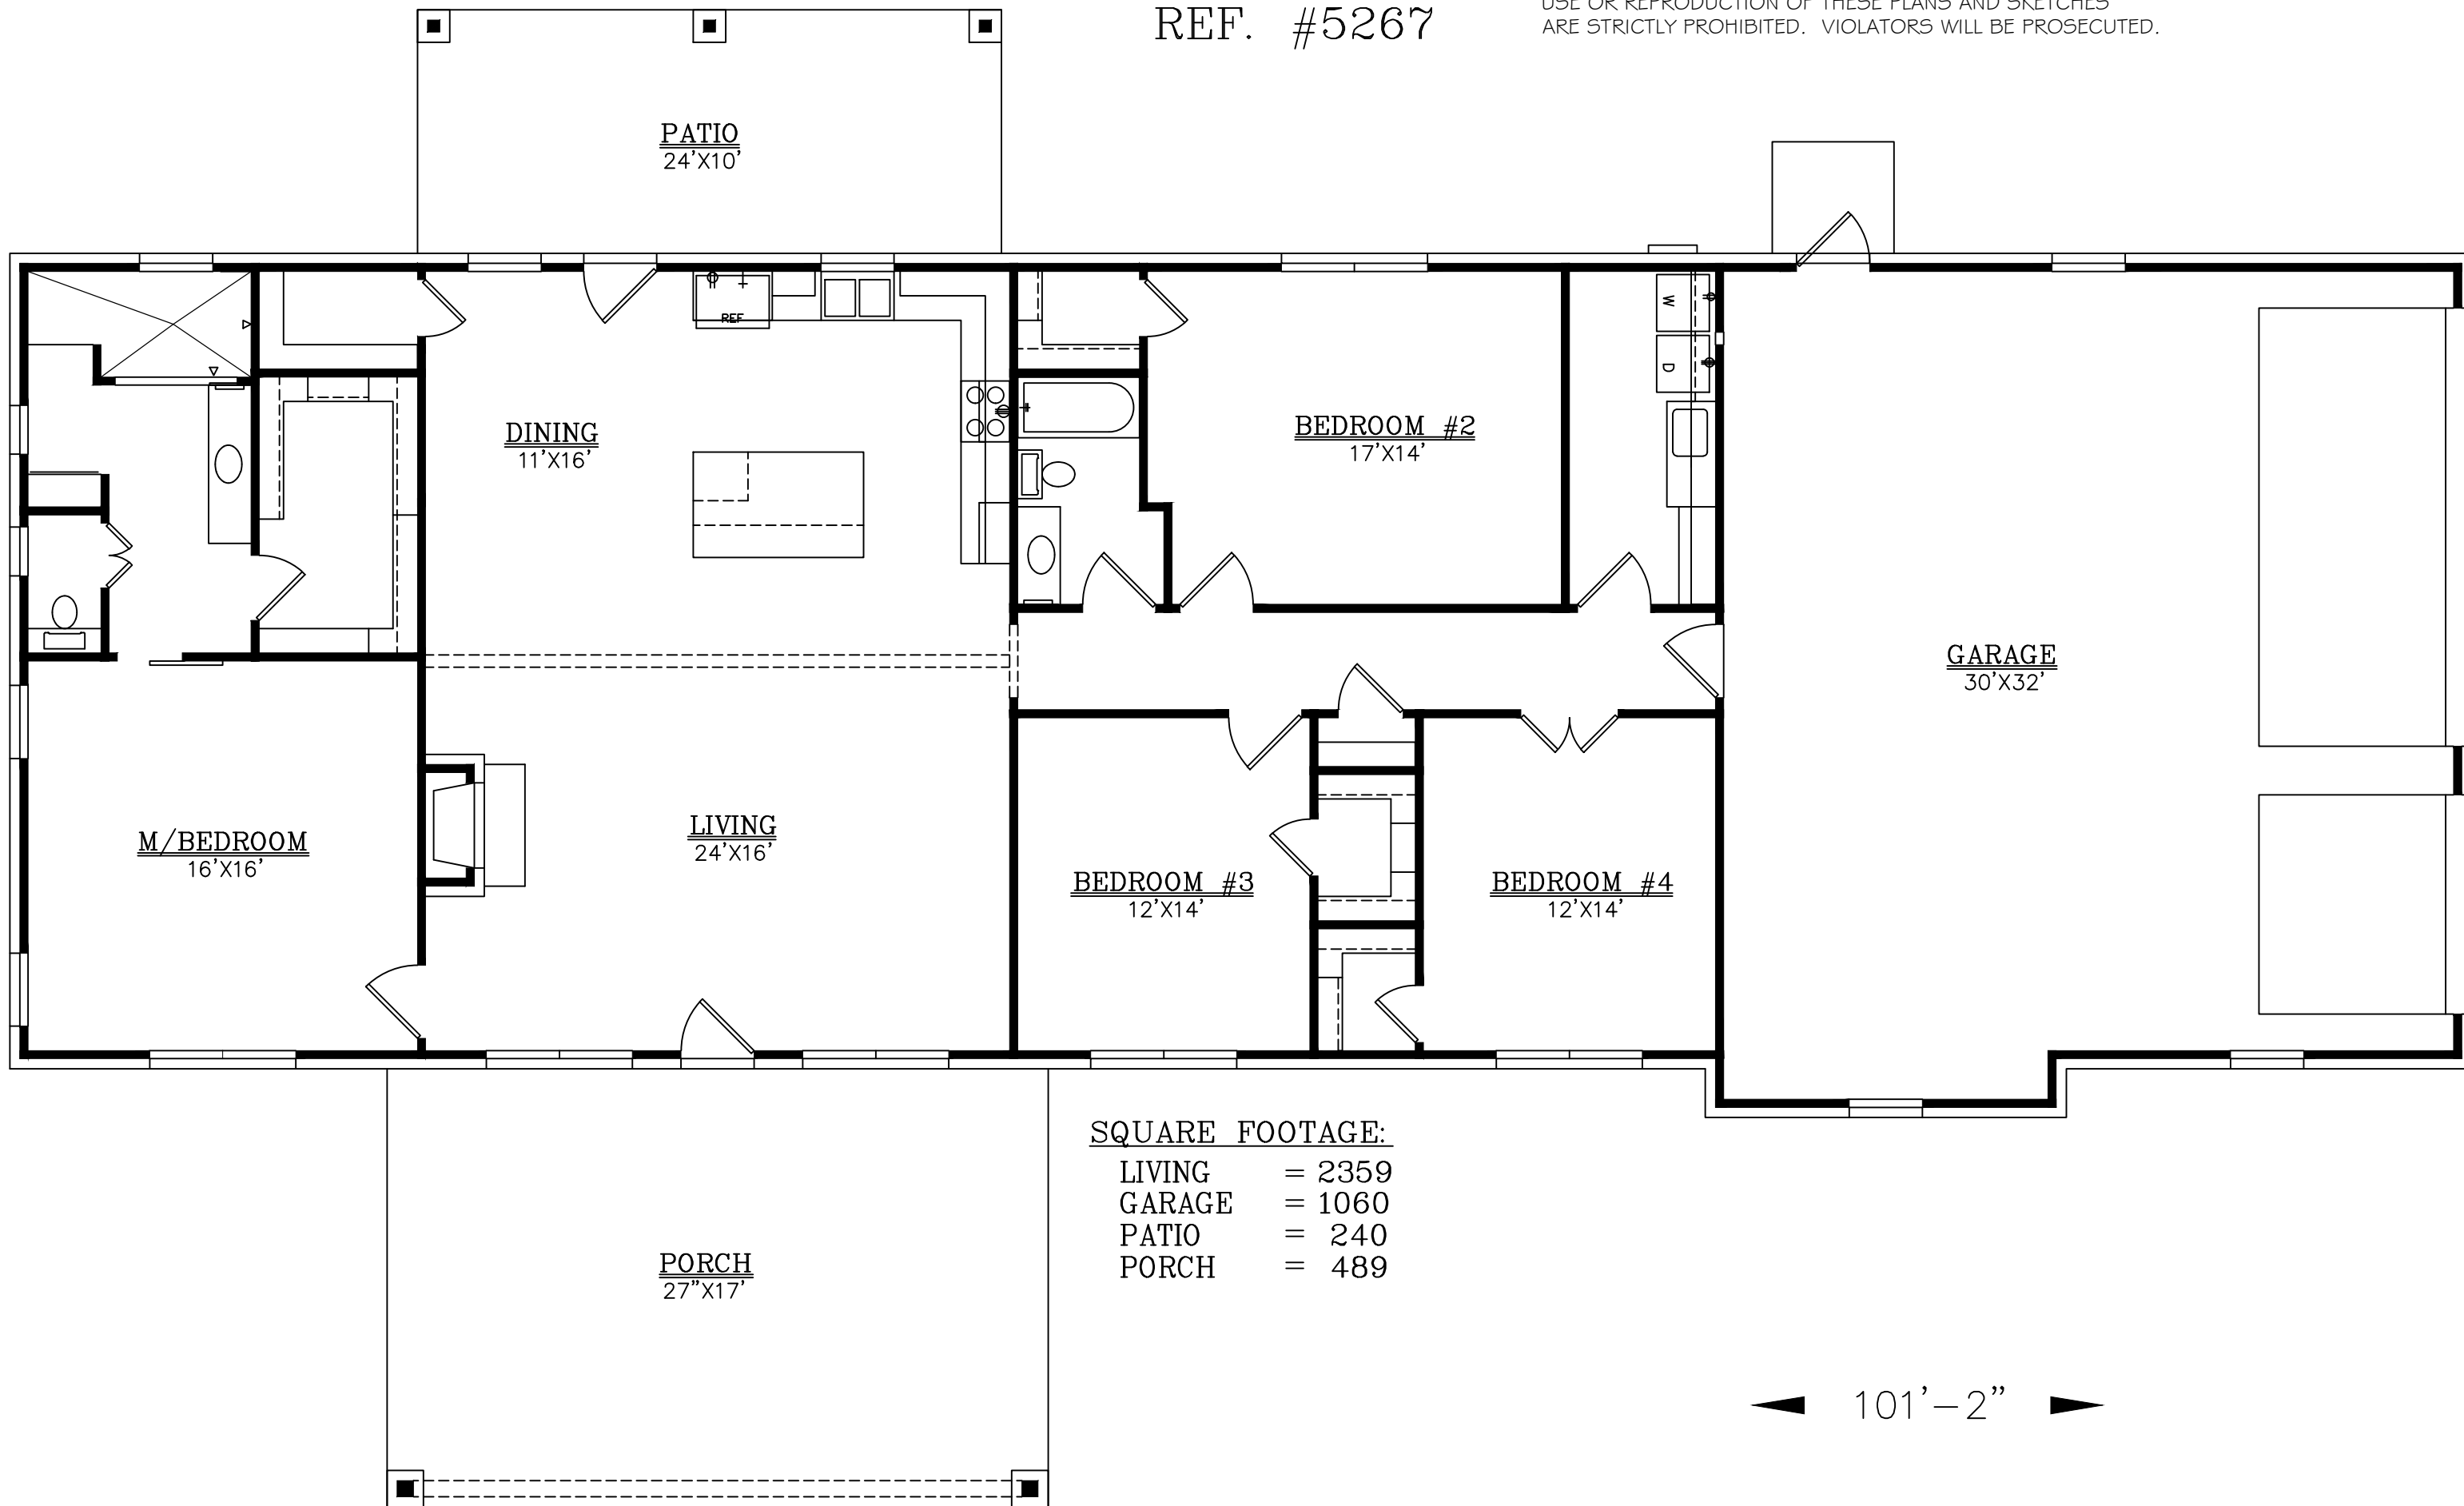 USE OR REPRODUCTION OF THESE PLANS AND SKETCHES
ARE STRICTLY PROHIBITED. VIOLATORS WILL BE PROSECUTED.
REF. #5267
PATIO
24'X10'
REF
W
D
DINING
11'X16'
BEDROOM #2
17'X14'
GARAGE
30'X32'
M/BEDROOM
16'X16'
LIVING
24'X16'
BEDROOM #3
12'X14'
BEDROOM #4
12'X14'
SQUARE FOOTAGE:
LIVING = 2359
GARAGE = 1060
PATIO = 240
PORCH = 489
PORCH
27"X17'
101'-2"